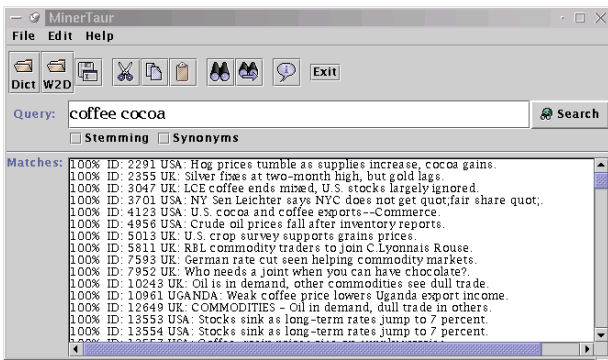 MinerTaur
File Edit Help
Dict W2D Exit
Query: coffee cocoa Search
Stemming Synonyms
Matches:
100% ID: 2291 USA: Hog prices tumble as supplies increase, cocoa gains.
100% ID: 2355 UK: Silver fixes at two-month high, but gold lags.
100% ID: 3047 UK: LCE coffee ends mixed, U.S. stocks largely ignored.
100% ID: 3701 USA: NY Sen Leichter says NYC does not get quot;fair share quot;.
100% ID: 4123 USA: U.S. cocoa and coffee exports--Commerce.
100% ID: 4956 USA: Crude oil prices fall after inventory reports.
100% ID: 5013 UK: U.S. crop survey supports grains prices.
100% ID: 5811 UK: RBL commodity traders to join C.Lyonnais Rouse.
100% ID: 7593 UK: German rate cut seen helping commodity markets.
100% ID: 7952 UK: Who needs a joint when you can have chocolate?.
100% ID: 10243 UK: Oil is in demand, other commodities see dull trade.
100% ID: 10961 UGANDA: Weak coffee price lowers Uganda export income.
100% ID: 12649 UK: COMMODITIES - Oil in demand, dull trade in others.
100% ID: 13553 USA: Stocks sink as long-term rates jump to 7 percent.
100% ID: 13554 USA: Stocks sink as long-term rates jump to 7 percent.